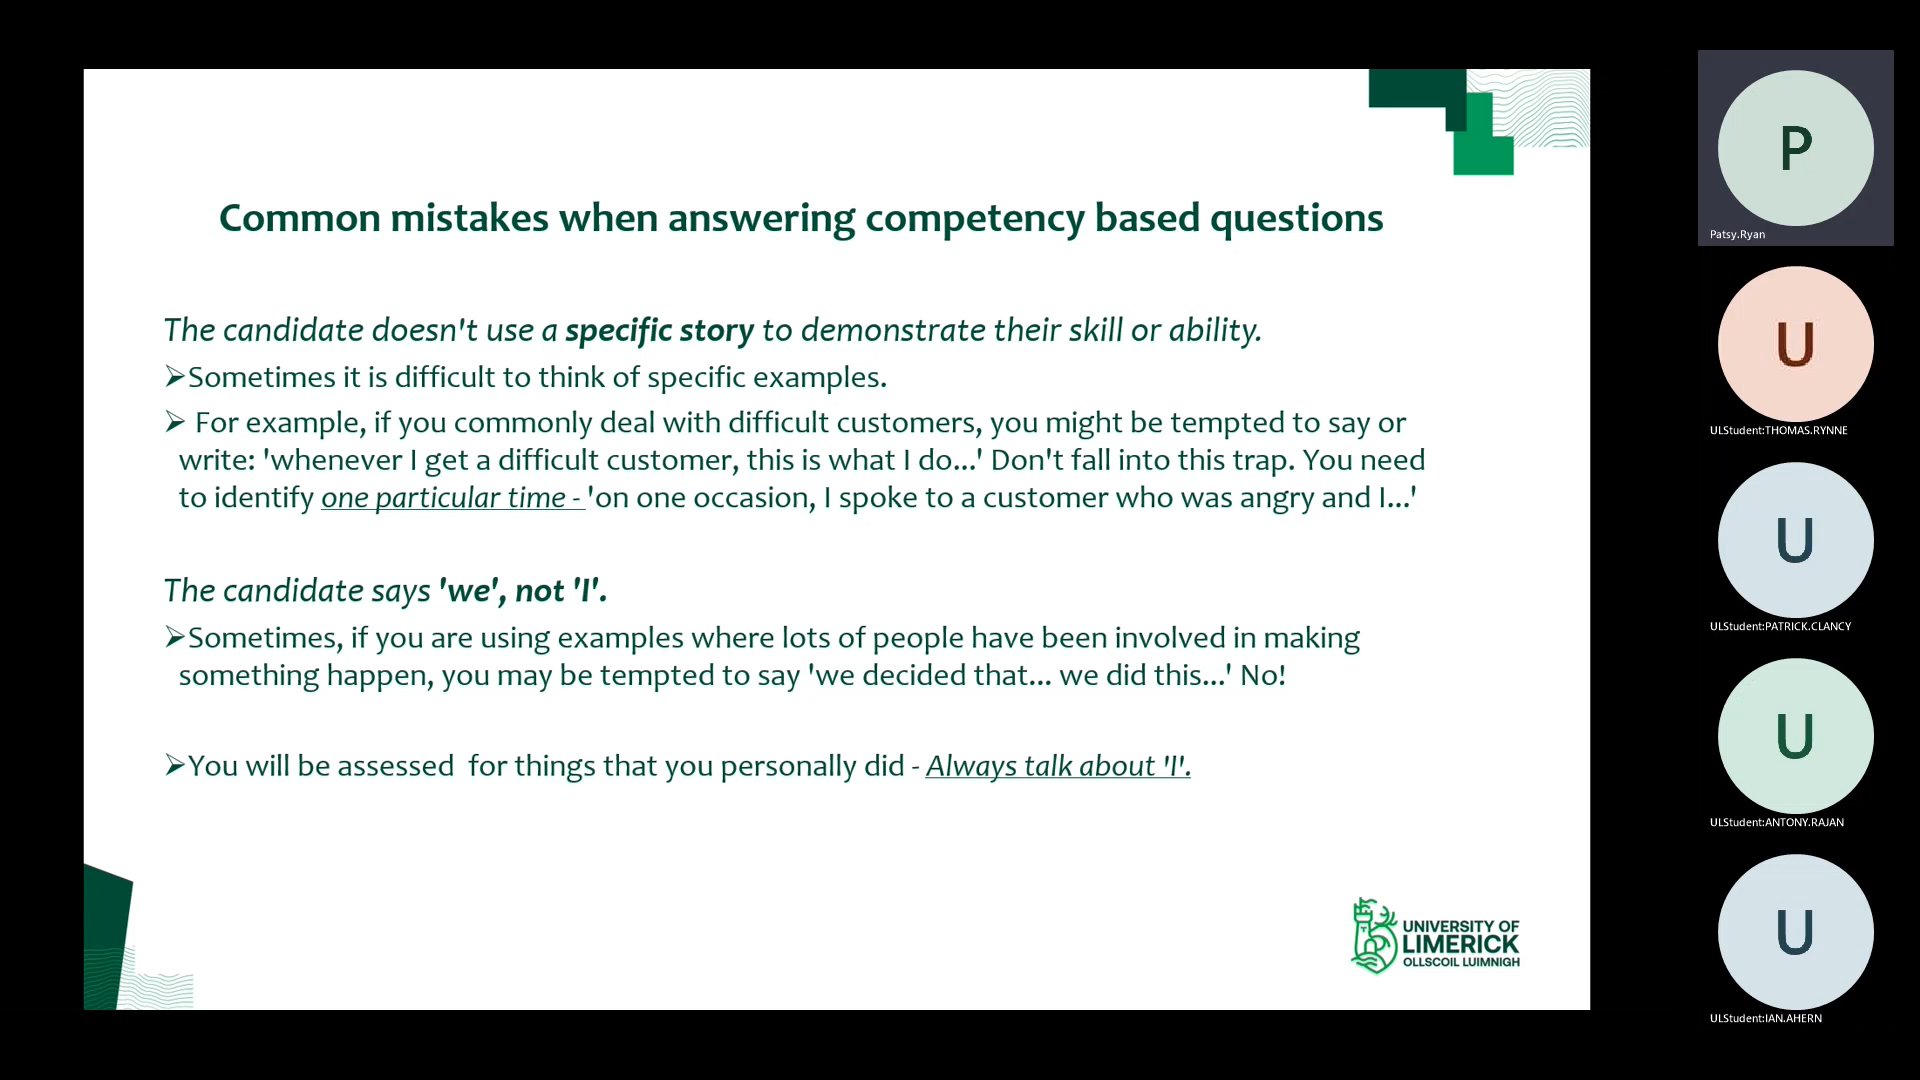 Common mistakes when answering competency based questions
The candidate doesn't use a specific story to demonstrate their skill or ability.
➢Sometimes it is difficult to think of specific examples.
➢ For example, if you commonly deal with difficult customers, you might be tempted to say or
write: 'whenever I get a difficult customer, this is what I do...' Don't fall into this trap. You need
to identify one particular time - 'on one occasion, I spoke to a customer who was angry and I...'
The candidate says 'we', not 'I'.
➢Sometimes, if you are using examples where lots of people have been involved in making
something happen, you may be tempted to say 'we decided that... we did this...' No!
➢You will be assessed  for things that you personally did - Always talk about 'I'.
UNIVERSITY OF
LIMERICK
OLLSCOIL LUIMNIGH
P
Patsy.Ryan
U
ULStudent:THOMAS.RYNNE
U
ULStudent:PATRICK.CLANCY
U
ULStudent:ANTONY.RAJAN
U
ULStudent:IAN.AHERN